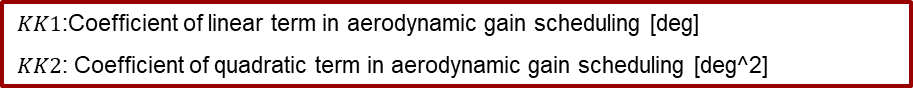 KK1:Coefficient of linear term in aerodynamic gain scheduling [deg]
KK2: Coefficient of quadratic term in aerodynamic gain scheduling [deg^2]